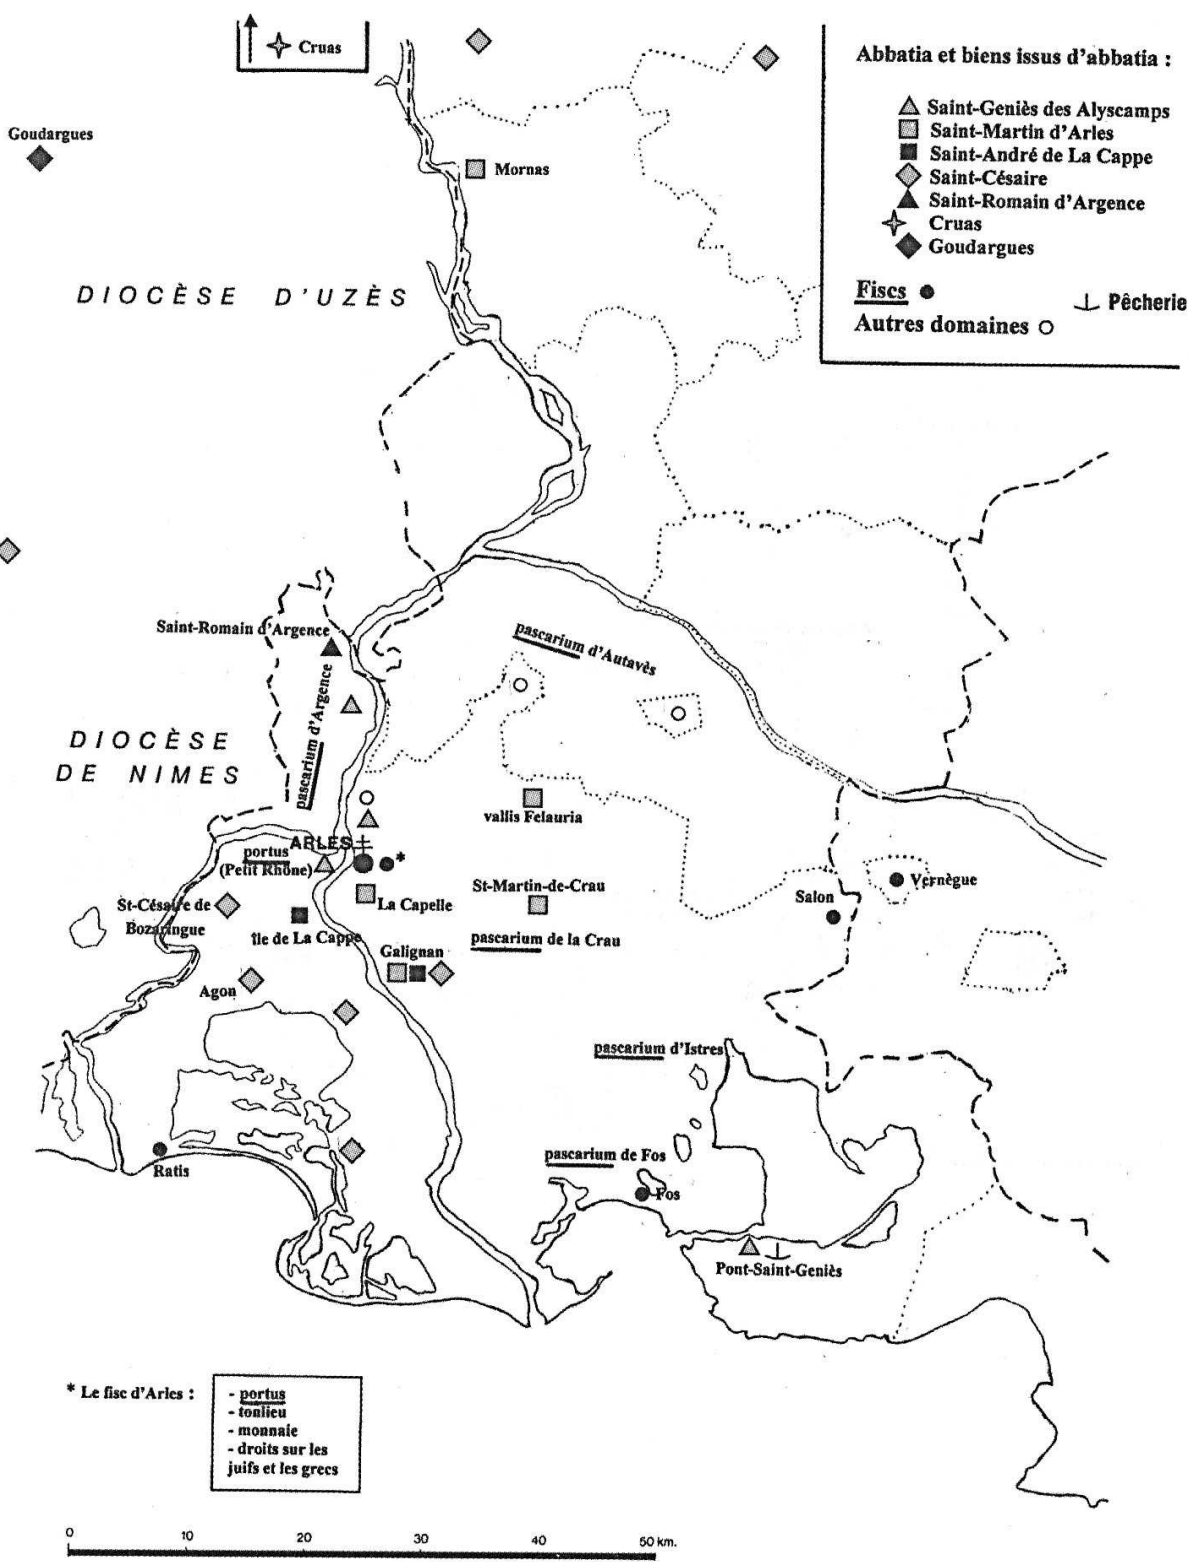 Cruas
Abbatia et biens issus d'abbatia :
Saint-Geniès des Alyscamps
Saint-Martin d'Arles
Saint-André de La Cappe
Saint-Césaire
Saint-Romain d'Argence
Cruas
Goudargues
Fiscs
Pêcherie
Autres domaines
Goudargues
Mornas
DIOCÈSE D'UZÈS
Saint-Romain d'Argence
pascarium d'Autavès
pascarium d'Argence
DIOCÈSE
DE NIMES
vallis Felauria
ARLES
portus
(Petit Rhône)
*
Vernègue
St-Martin-de-Crau
Salon
La Capelle
St-Césaire de
Bozaringue
île de La Cappe
pascarium de la Crau
Galignan
Agon
pascarium d'Istres
pascarium de Fos
Ratis
Fos
Pont-Saint-Geniès
* Le fisc d'Arles :
- portus
- tonlieu
- monnaie
- droits sur les
juifs et les grecs
0 10 20 30 40 50 km.